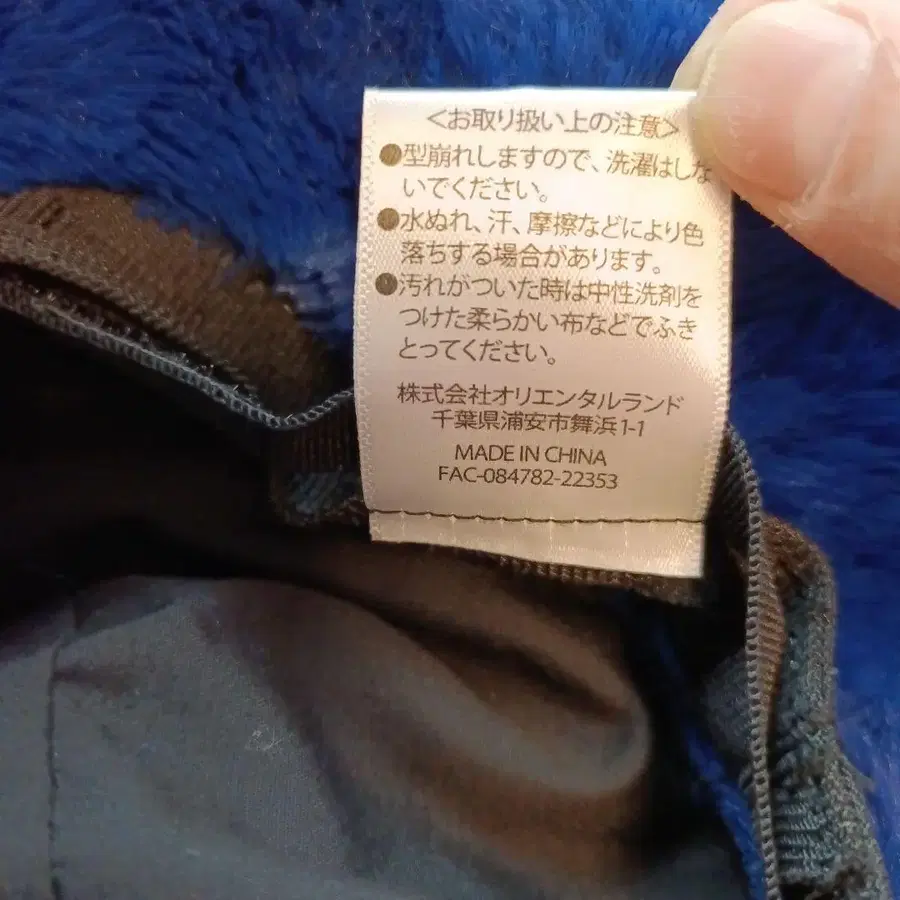 <お取り扱い上の注意>
●型崩れしますので、洗濯はしな
いでください。
●水ぬれ、汗、摩擦などにより色
落ちする場合があります。
●汚れがついた時は中性洗剤を
つけた柔らかい布などでふき
とってください。
株式会社オリエンタルランド
千葉県浦安市舞浜1-1
MADE IN CHINA
FAC-084782-22353